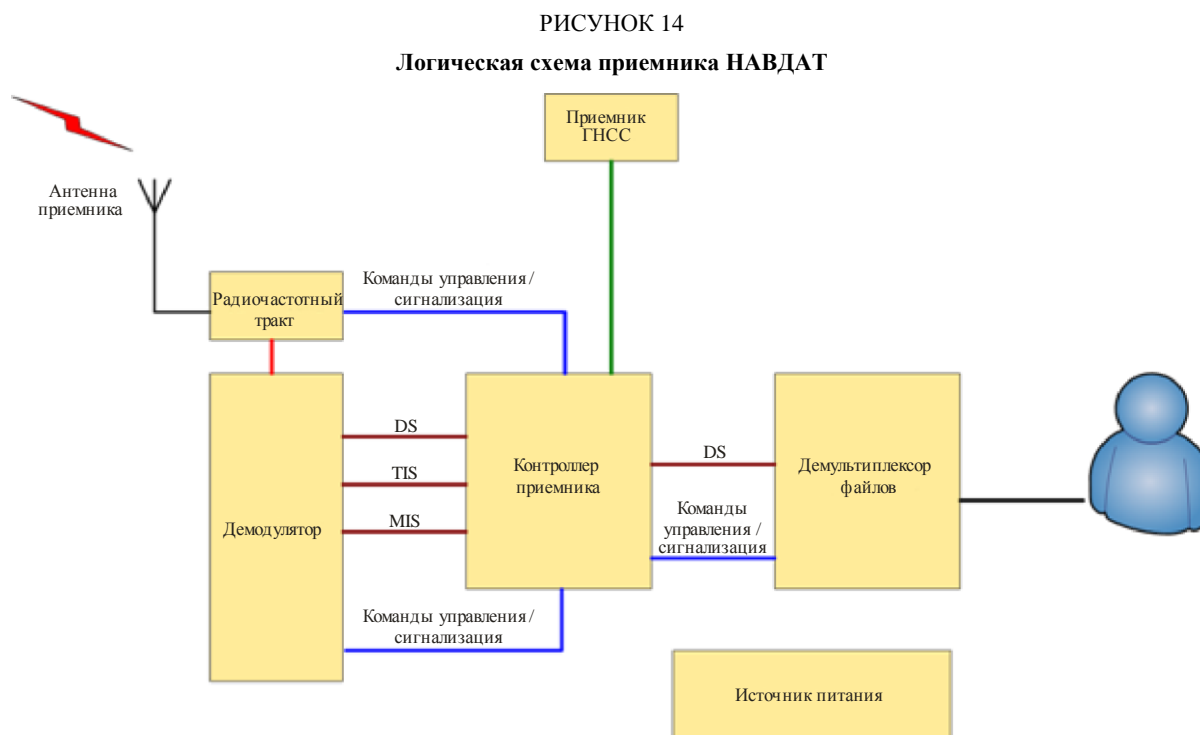 РИСУНОК 14
Логическая схема приемника НАВДАТ
Приемник
ГНСС
Антенна
приемника
Радиочастотный
тракт
Команды управления /
сигнализация
Демодулятор
DS
TIS
MIS
Контроллер
приемника
DS
Команды
управления /
сигнализация
Демультиплексор
файлов
Команды управления /
сигнализация
Источник питания